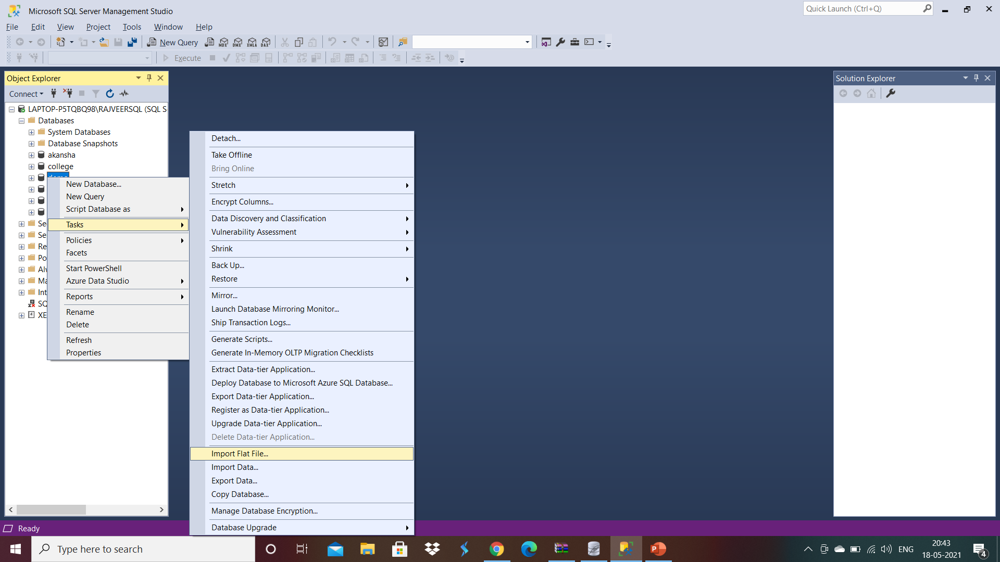 Microsoft SQL Server Management Studio
Quick Launch (Ctrl+Q)
File Edit View Project Tools Window Help
New Query MDX DMX XMLA DAX
Execute
Object Explorer
Solution Explorer
Connect
LAPTOP-P5TQBQ98\RAJVEERSQL (SQL S
Databases
System Databases
Database Snapshots
akansha
college
Se
Se
Re
Po
Alv
Ma
Int
SQ
XE
New Database...
New Query
Script Database as
Tasks
Policies
Facets
Start PowerShell
Azure Data Studio
Reports
Rename
Delete
Refresh
Properties
Detach...
Take Offline
Bring Online
Stretch
Encrypt Columns...
Data Discovery and Classification
Vulnerability Assessment
Shrink
Back Up...
Restore
Mirror...
Launch Database Mirroring Monitor...
Ship Transaction Logs...
Generate Scripts...
Generate In-Memory OLTP Migration Checklists
Extract Data-tier Application...
Deploy Database to Microsoft Azure SQL Database...
Export Data-tier Application...
Register as Data-tier Application...
Upgrade Data-tier Application...
Delete Data-tier Application...
Import Flat File...
Import Data...
Export Data...
Copy Database...
Manage Database Encryption...
Database Upgrade
Ready
Type here to search
ENG
20:43
18-05-2021
4